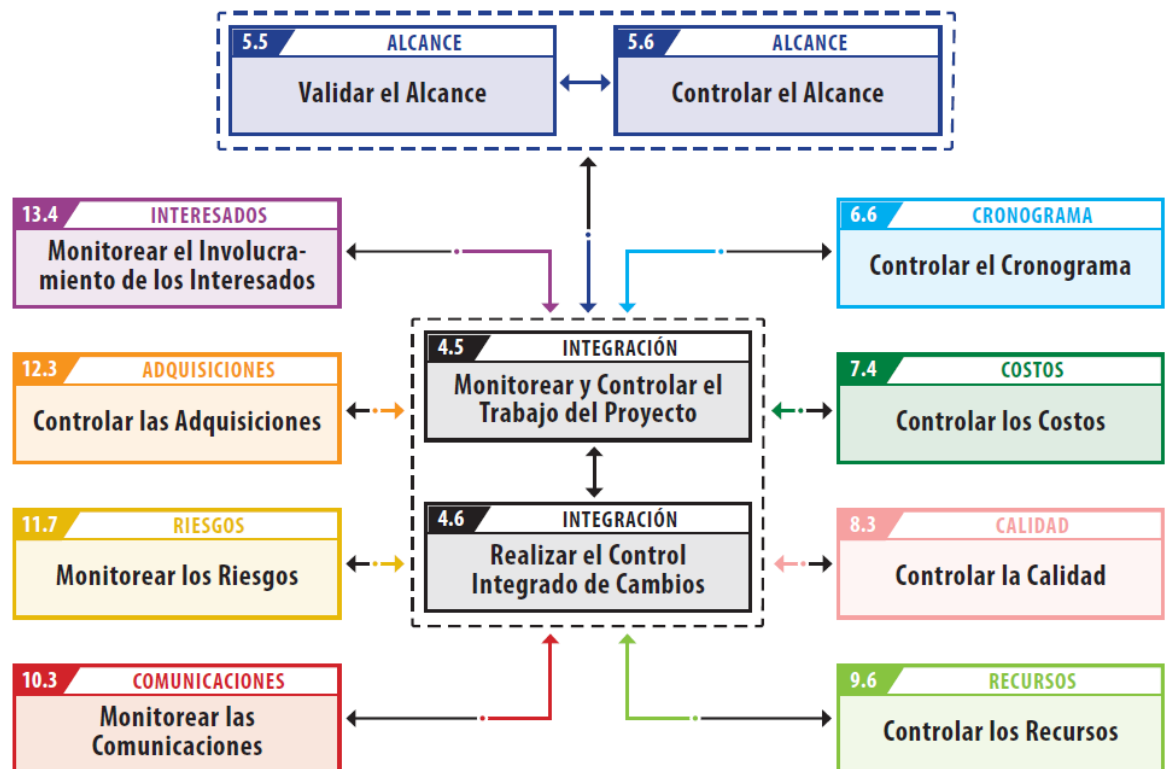 5.5 ALCANCE
Validar el Alcance
5.6 ALCANCE
Controlar el Alcance
13.4 INTERESADOS
Monitorear el Involucra-
miento de los Interesados
6.6 CRONOGRAMA
Controlar el Cronograma
4.5 INTEGRACIÓN
Monitorear y Controlar el
Trabajo del Proyecto
12.3 ADQUISICIONES
Controlar las Adquisiciones
7.4 COSTOS
Controlar los Costos
4.6 INTEGRACIÓN
Realizar el Control
Integrado de Cambios
11.7 RIESGOS
Monitorear los Riesgos
8.3 CALIDAD
Controlar la Calidad
10.3 COMUNICACIONES
Monitorear las
Comunicaciones
9.6 RECURSOS
Controlar los Recursos